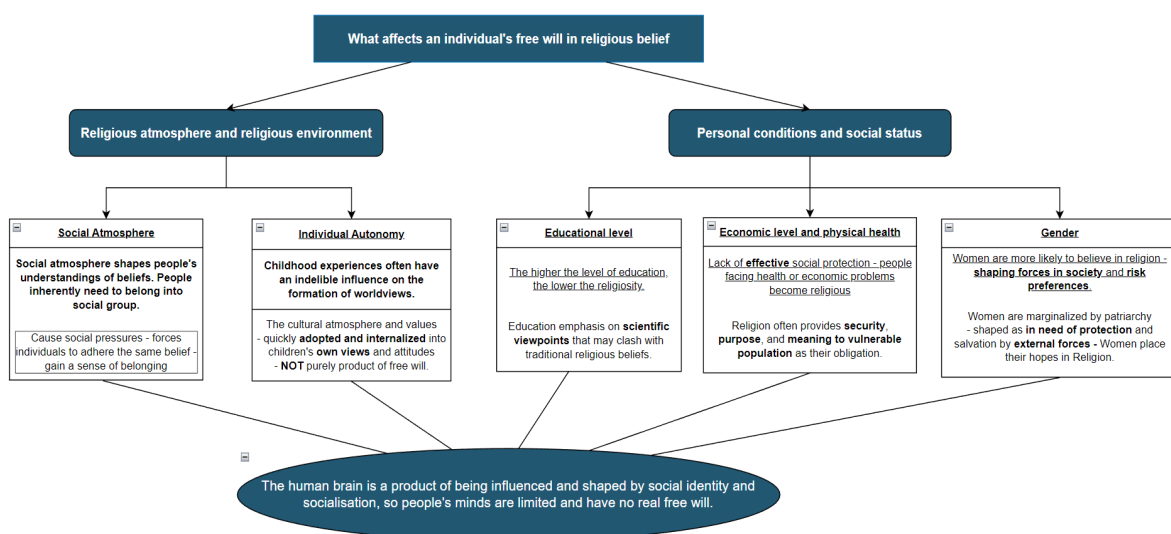 What affects an individual's free will in religious belief
Religious atmosphere and religious environment
Personal conditions and social status
Social Atmosphere
Social atmosphere shapes people's
understandings of beliefs. People
inherently need to belong into
social group.
Cause social pressures - forces
individuals to adhere the same belief -
gain a sense of belonging
Individual Autonomy
Childhood experiences often have
an indelible influence on the
formation of worldviews.
The cultural atmosphere and values
- quickly adopted and internalized into
children's own views and attitudes
- NOT purely product of free will.
Educational level
The higher the level of education,
the lower the religiosity.
Education emphasis on scientific
viewpoints that may clash with
traditional religious beliefs.
Economic level and physical health
Lack of effective social protection - people
facing health or economic problems
become religious
Religion often provides security,
purpose, and meaning to vulnerable
population as their obligation.
Gender
Women are more likely to believe in religion -
shaping forces in society and risk
preferences.
Women are marginalized by patriarchy
- shaped as in need of protection and
salvation by external forces - Women place
their hopes in Religion.
The human brain is a product of being influenced and shaped by social identity and
socialisation, so people's minds are limited and have no real free will.